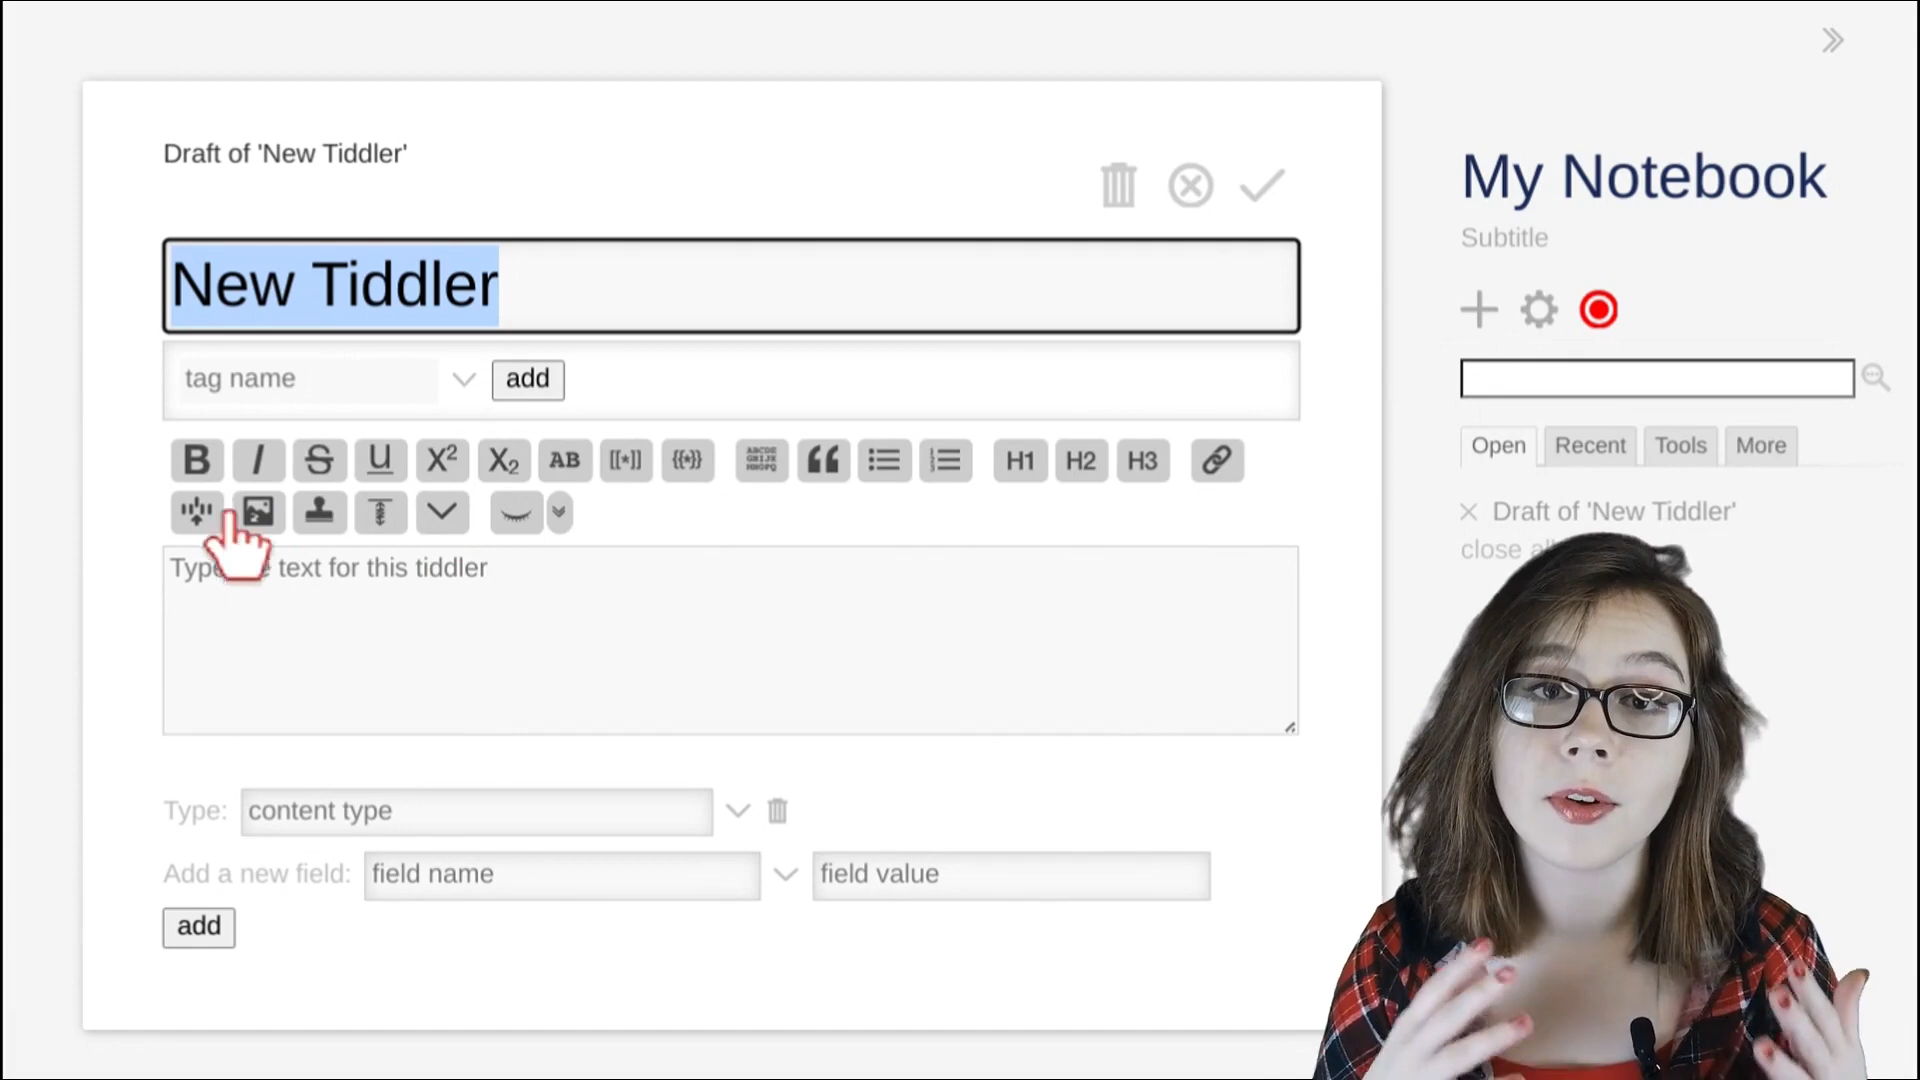 Draft of 'New Tiddler'
New Tiddler
tag name
add
B I S U X² X₂ AB [[*]] {{*}} H1 H2 H3
Type text for this tiddler
Type: content type
Add a new field: field name field value
add
My Notebook
Subtitle
Open Recent Tools More
Draft of 'New Tiddler'
close